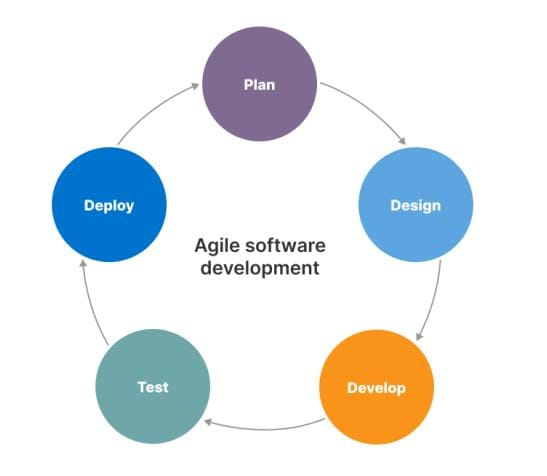 Plan
Design
Develop
Test
Deploy
Agile software
development